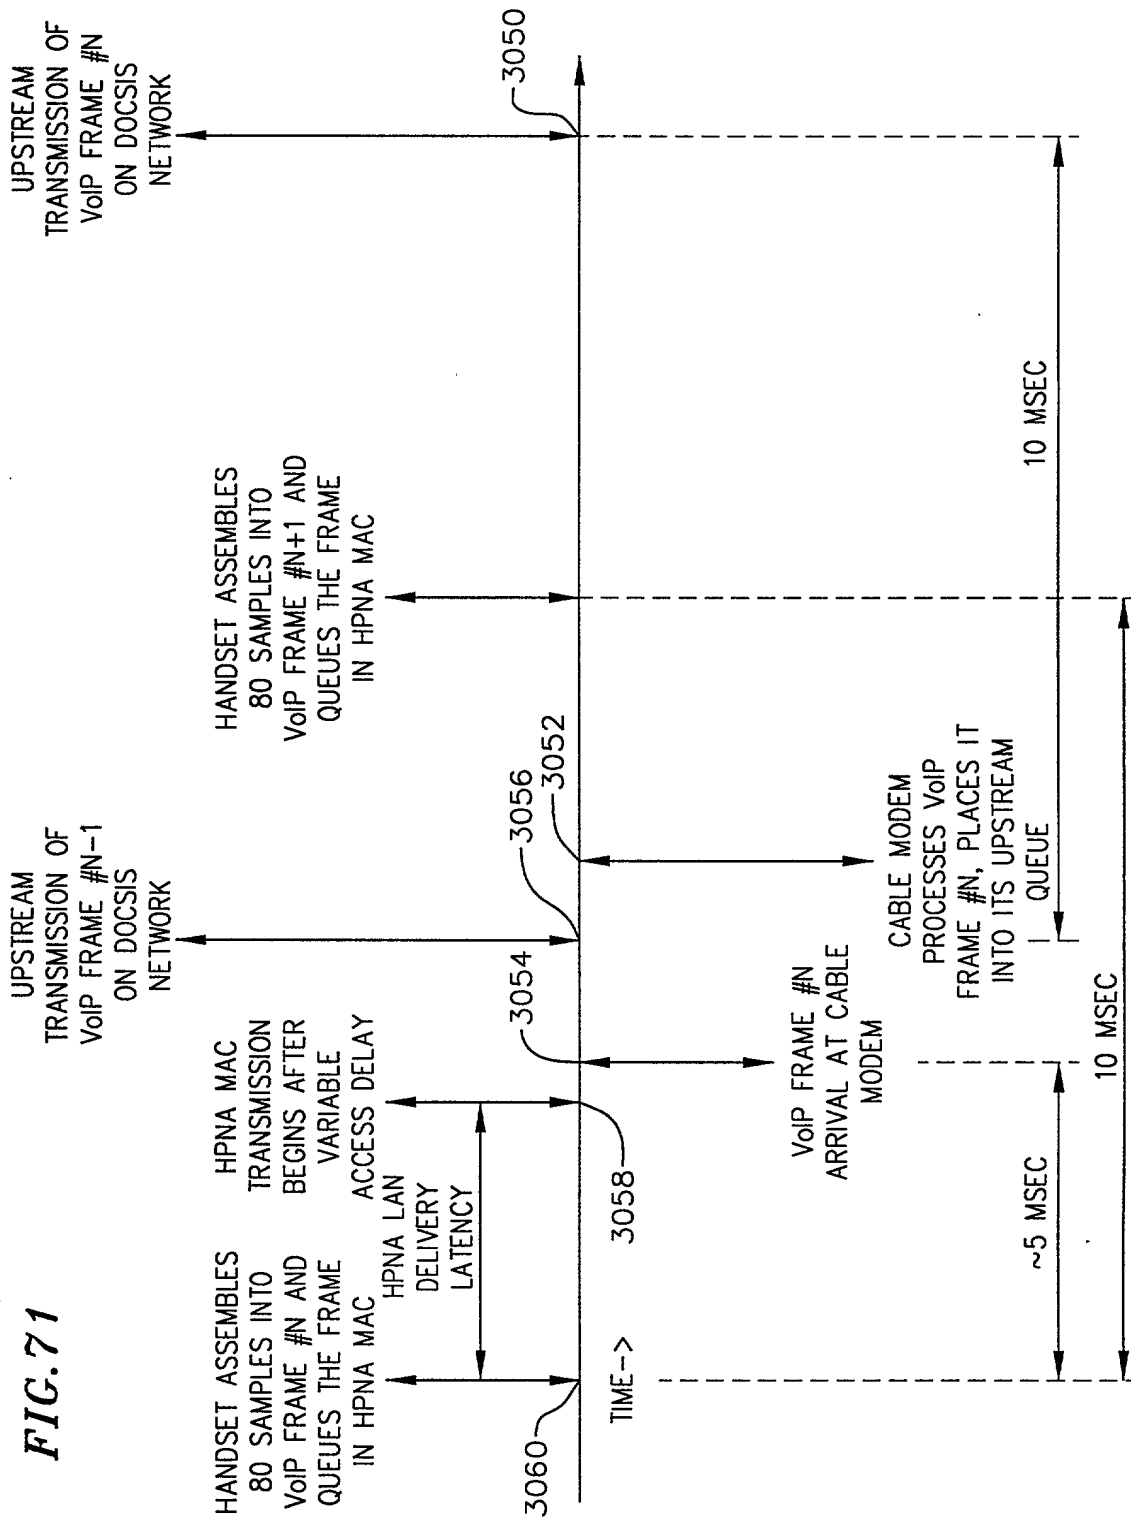 FIG.71
UPSTREAM
TRANSMISSION OF
VoIP FRAME #N-1
ON DOCSIS
NETWORK
UPSTREAM
TRANSMISSION OF
VoIP FRAME #N
ON DOCSIS
NETWORK
HANDSET ASSEMBLES
80 SAMPLES INTO
VoIP FRAME #N AND
QUEUES THE FRAME
IN HPNA MAC
HPNA MAC
TRANSMISSION
BEGINS AFTER
VARIABLE
ACCESS DELAY
HANDSET ASSEMBLES
80 SAMPLES INTO
VoIP FRAME #N+1 AND
QUEUES THE FRAME
IN HPNA MAC
HPNA LAN
DELIVERY
LATENCY
3060
3054
3056
3052
3050
TIME-->
3058
VoIP FRAME #N
ARRIVAL AT CABLE
MODEM
CABLE MODEM
PROCESSES VoIP
FRAME #N, PLACES IT
INTO ITS UPSTREAM
QUEUE
~5 MSEC
10 MSEC
10 MSEC